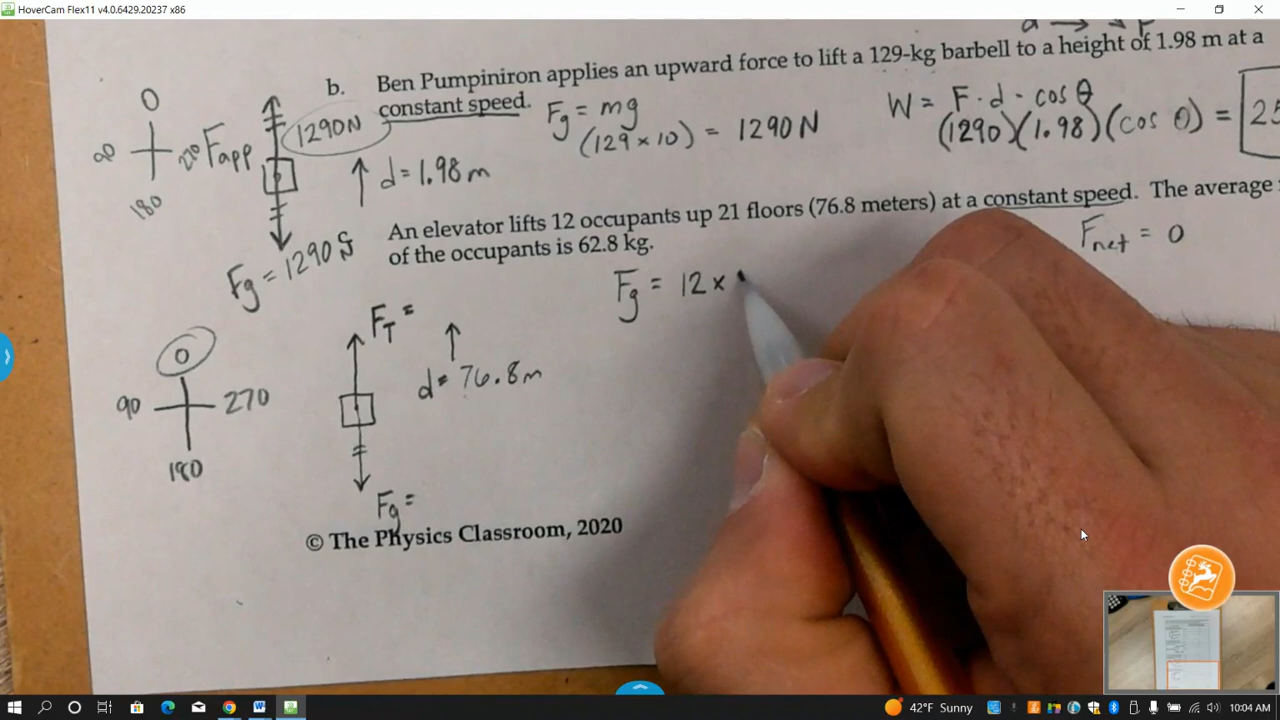 HoverCam Flex11 v4.0.6429.20237 x86
b. Ben Pumpiniron applies an upward force to lift a 129-kg barbell to a height of 1.98 m at a
constant speed.
Fg = mg
(129 x 10) = 1290 N
W = F · d · cos θ
(1290)(1.98)(cos θ) = 25
0
90
270
180
Fapp
1290N
d = 1.98 m
Fg = 1290
An elevator lifts 12 occupants up 21 floors (76.8 meters) at a constant speed. The average
of the occupants is 62.8 kg.
Fnet = 0
Fg = 12 x
FT =
d = 76.8m
0
90
270
180
Fg =
© The Physics Classroom, 2020
42°F Sunny
10:04 AM